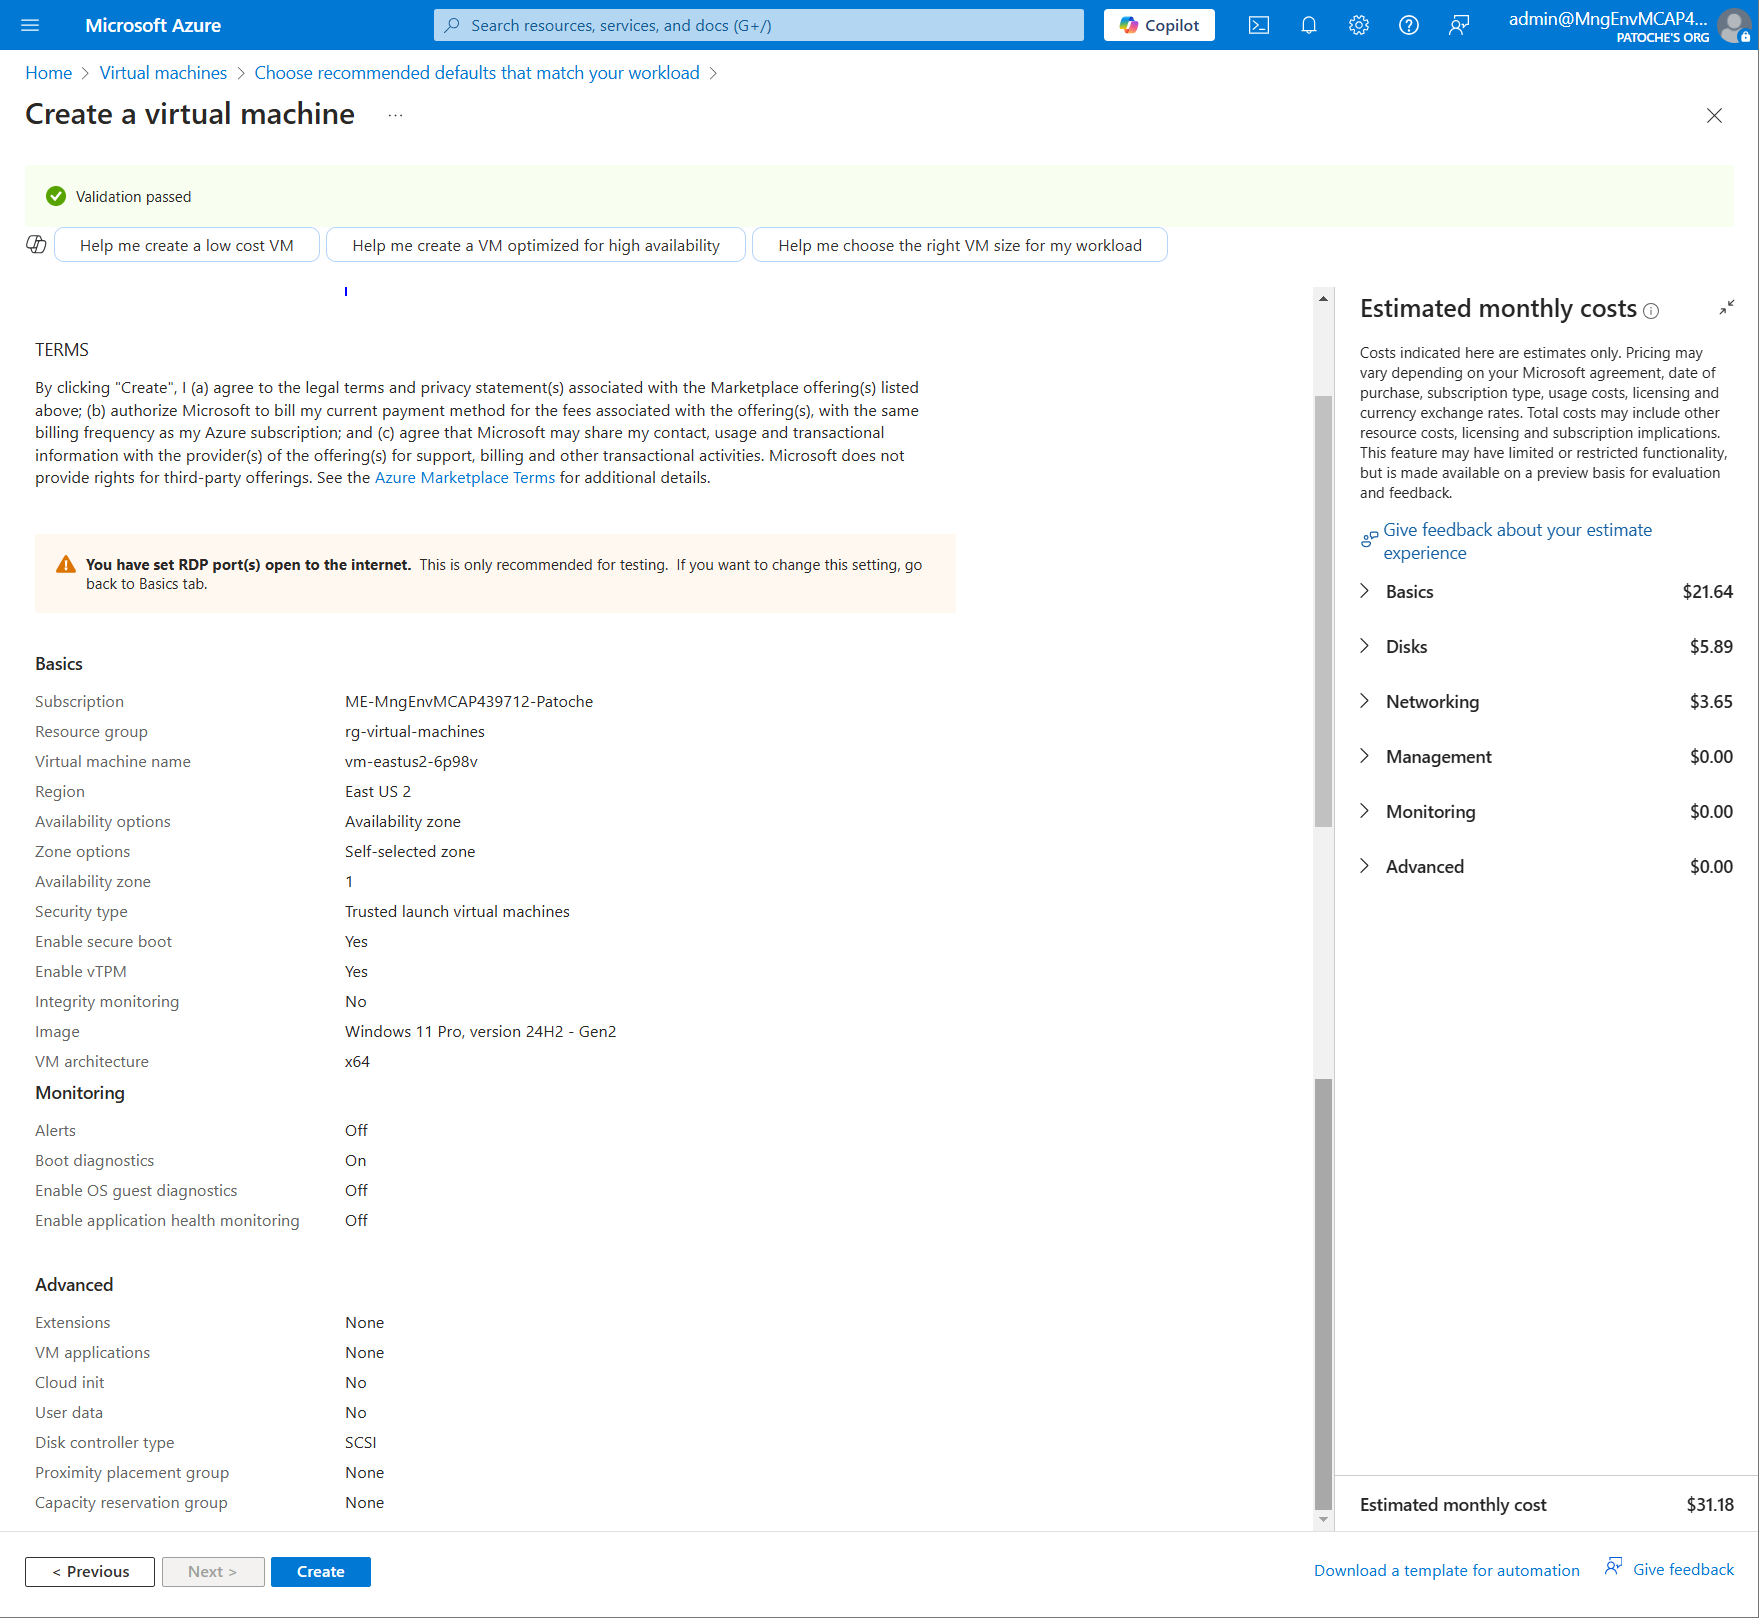 Microsoft Azure
Search resources, services, and docs (G+/)
Copilot
admin@MngEnvMCAP4...
PATOCHE'S ORG
Home > Virtual machines > Choose recommended defaults that match your workload >
Create a virtual machine ...
Validation passed
Help me create a low cost VM
Help me create a VM optimized for high availability
Help me choose the right VM size for my workload
TERMS
By clicking "Create", I (a) agree to the legal terms and privacy statement(s) associated with the Marketplace offering(s) listed
above; (b) authorize Microsoft to bill my current payment method for the fees associated with the offering(s), with the same
billing frequency as my Azure subscription; and (c) agree that Microsoft may share my contact, usage and transactional
information with the provider(s) of the offering(s) for support, billing and other transactional activities. Microsoft does not
provide rights for third-party offerings. See the Azure Marketplace Terms for additional details.
You have set RDP port(s) open to the internet. This is only recommended for testing. If you want to change this setting, go
back to Basics tab.
Basics
Subscription ME-MngEnvMCAP439712-Patoche
Resource group rg-virtual-machines
Virtual machine name vm-eastus2-6p98v
Region East US 2
Availability options Availability zone
Zone options Self-selected zone
Availability zone 1
Security type Trusted launch virtual machines
Enable secure boot Yes
Enable vTPM Yes
Integrity monitoring No
Image Windows 11 Pro, version 24H2 - Gen2
VM architecture x64
Monitoring
Alerts Off
Boot diagnostics On
Enable OS guest diagnostics Off
Enable application health monitoring Off
Advanced
Extensions None
VM applications None
Cloud init No
User data No
Disk controller type SCSI
Proximity placement group None
Capacity reservation group None
Estimated monthly costs
Costs indicated here are estimates only. Pricing may
vary depending on your Microsoft agreement, date of
purchase, subscription type, usage costs, licensing and
currency exchange rates. Total costs may include other
resource costs, licensing and subscription implications.
This feature may have limited or restricted functionality,
but is made available on a preview basis for evaluation
and feedback.
Give feedback about your estimate
experience
Basics $21.64
Disks $5.89
Networking $3.65
Management $0.00
Monitoring $0.00
Advanced $0.00
Estimated monthly cost $31.18
< Previous
Next >
Create
Download a template for automation
Give feedback